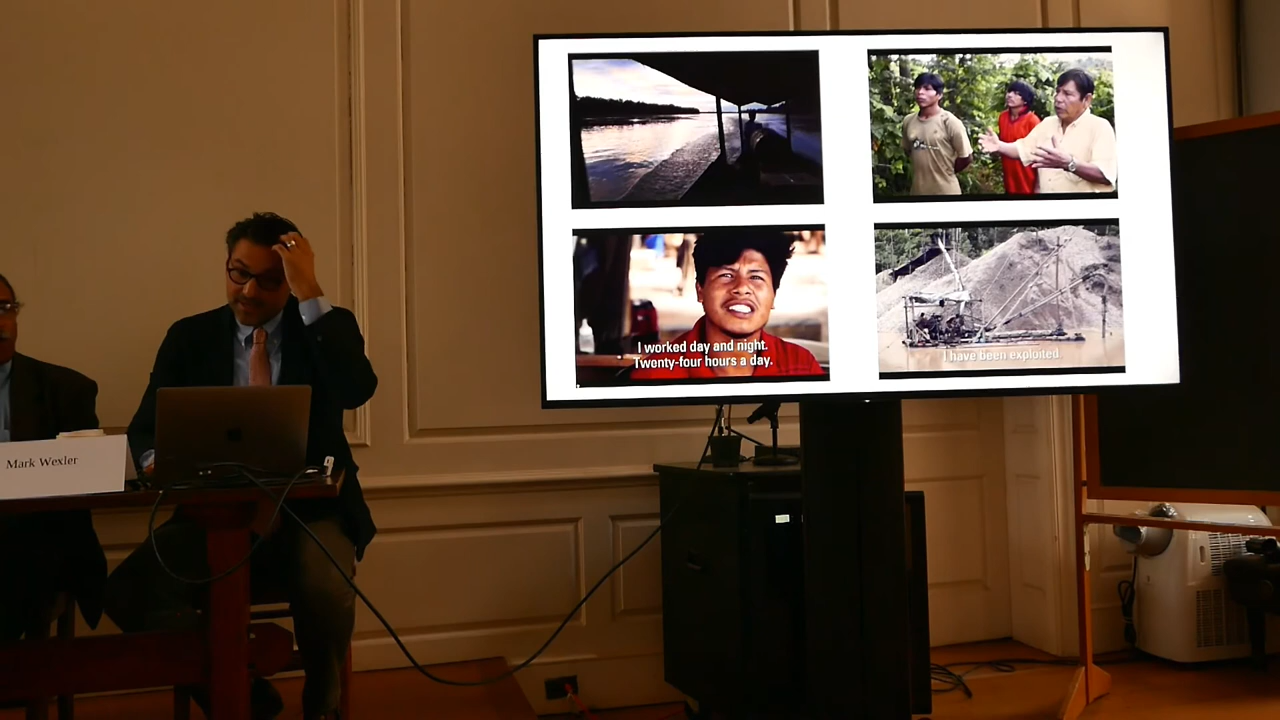 Mark Wexler
I worked day and night.
Twenty-four hours a day.
I have been exploited.